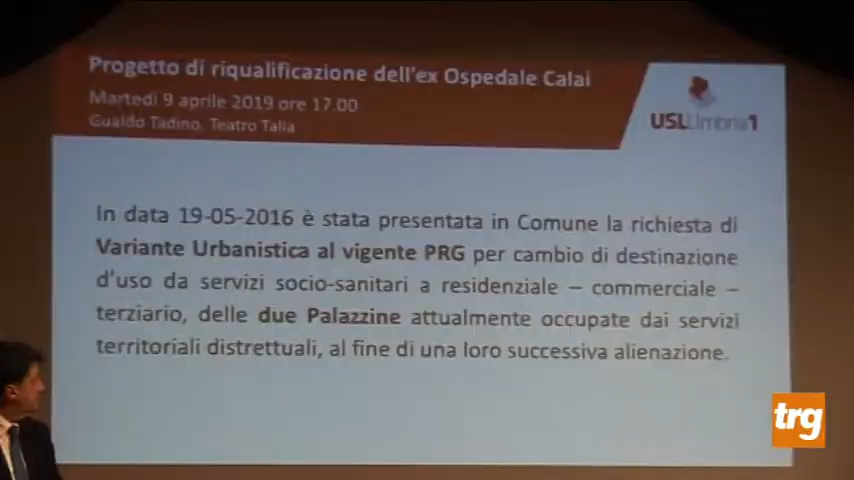 Progetto di riqualificazione dell'ex Ospedale Calai
Martedì 9 aprile 2019 ore 17.00
Gualdo Tadino, Teatro Talia
USLUmbria1
In data 19-05-2016 è stata presentata in Comune la richiesta di
Variante Urbanistica al vigente PRG per cambio di destinazione
d'uso da servizi socio-sanitari a residenziale – commerciale –
terziario, delle due Palazzine attualmente occupate dai servizi
territoriali distrettuali, al fine di una loro successiva alienazione.
trg